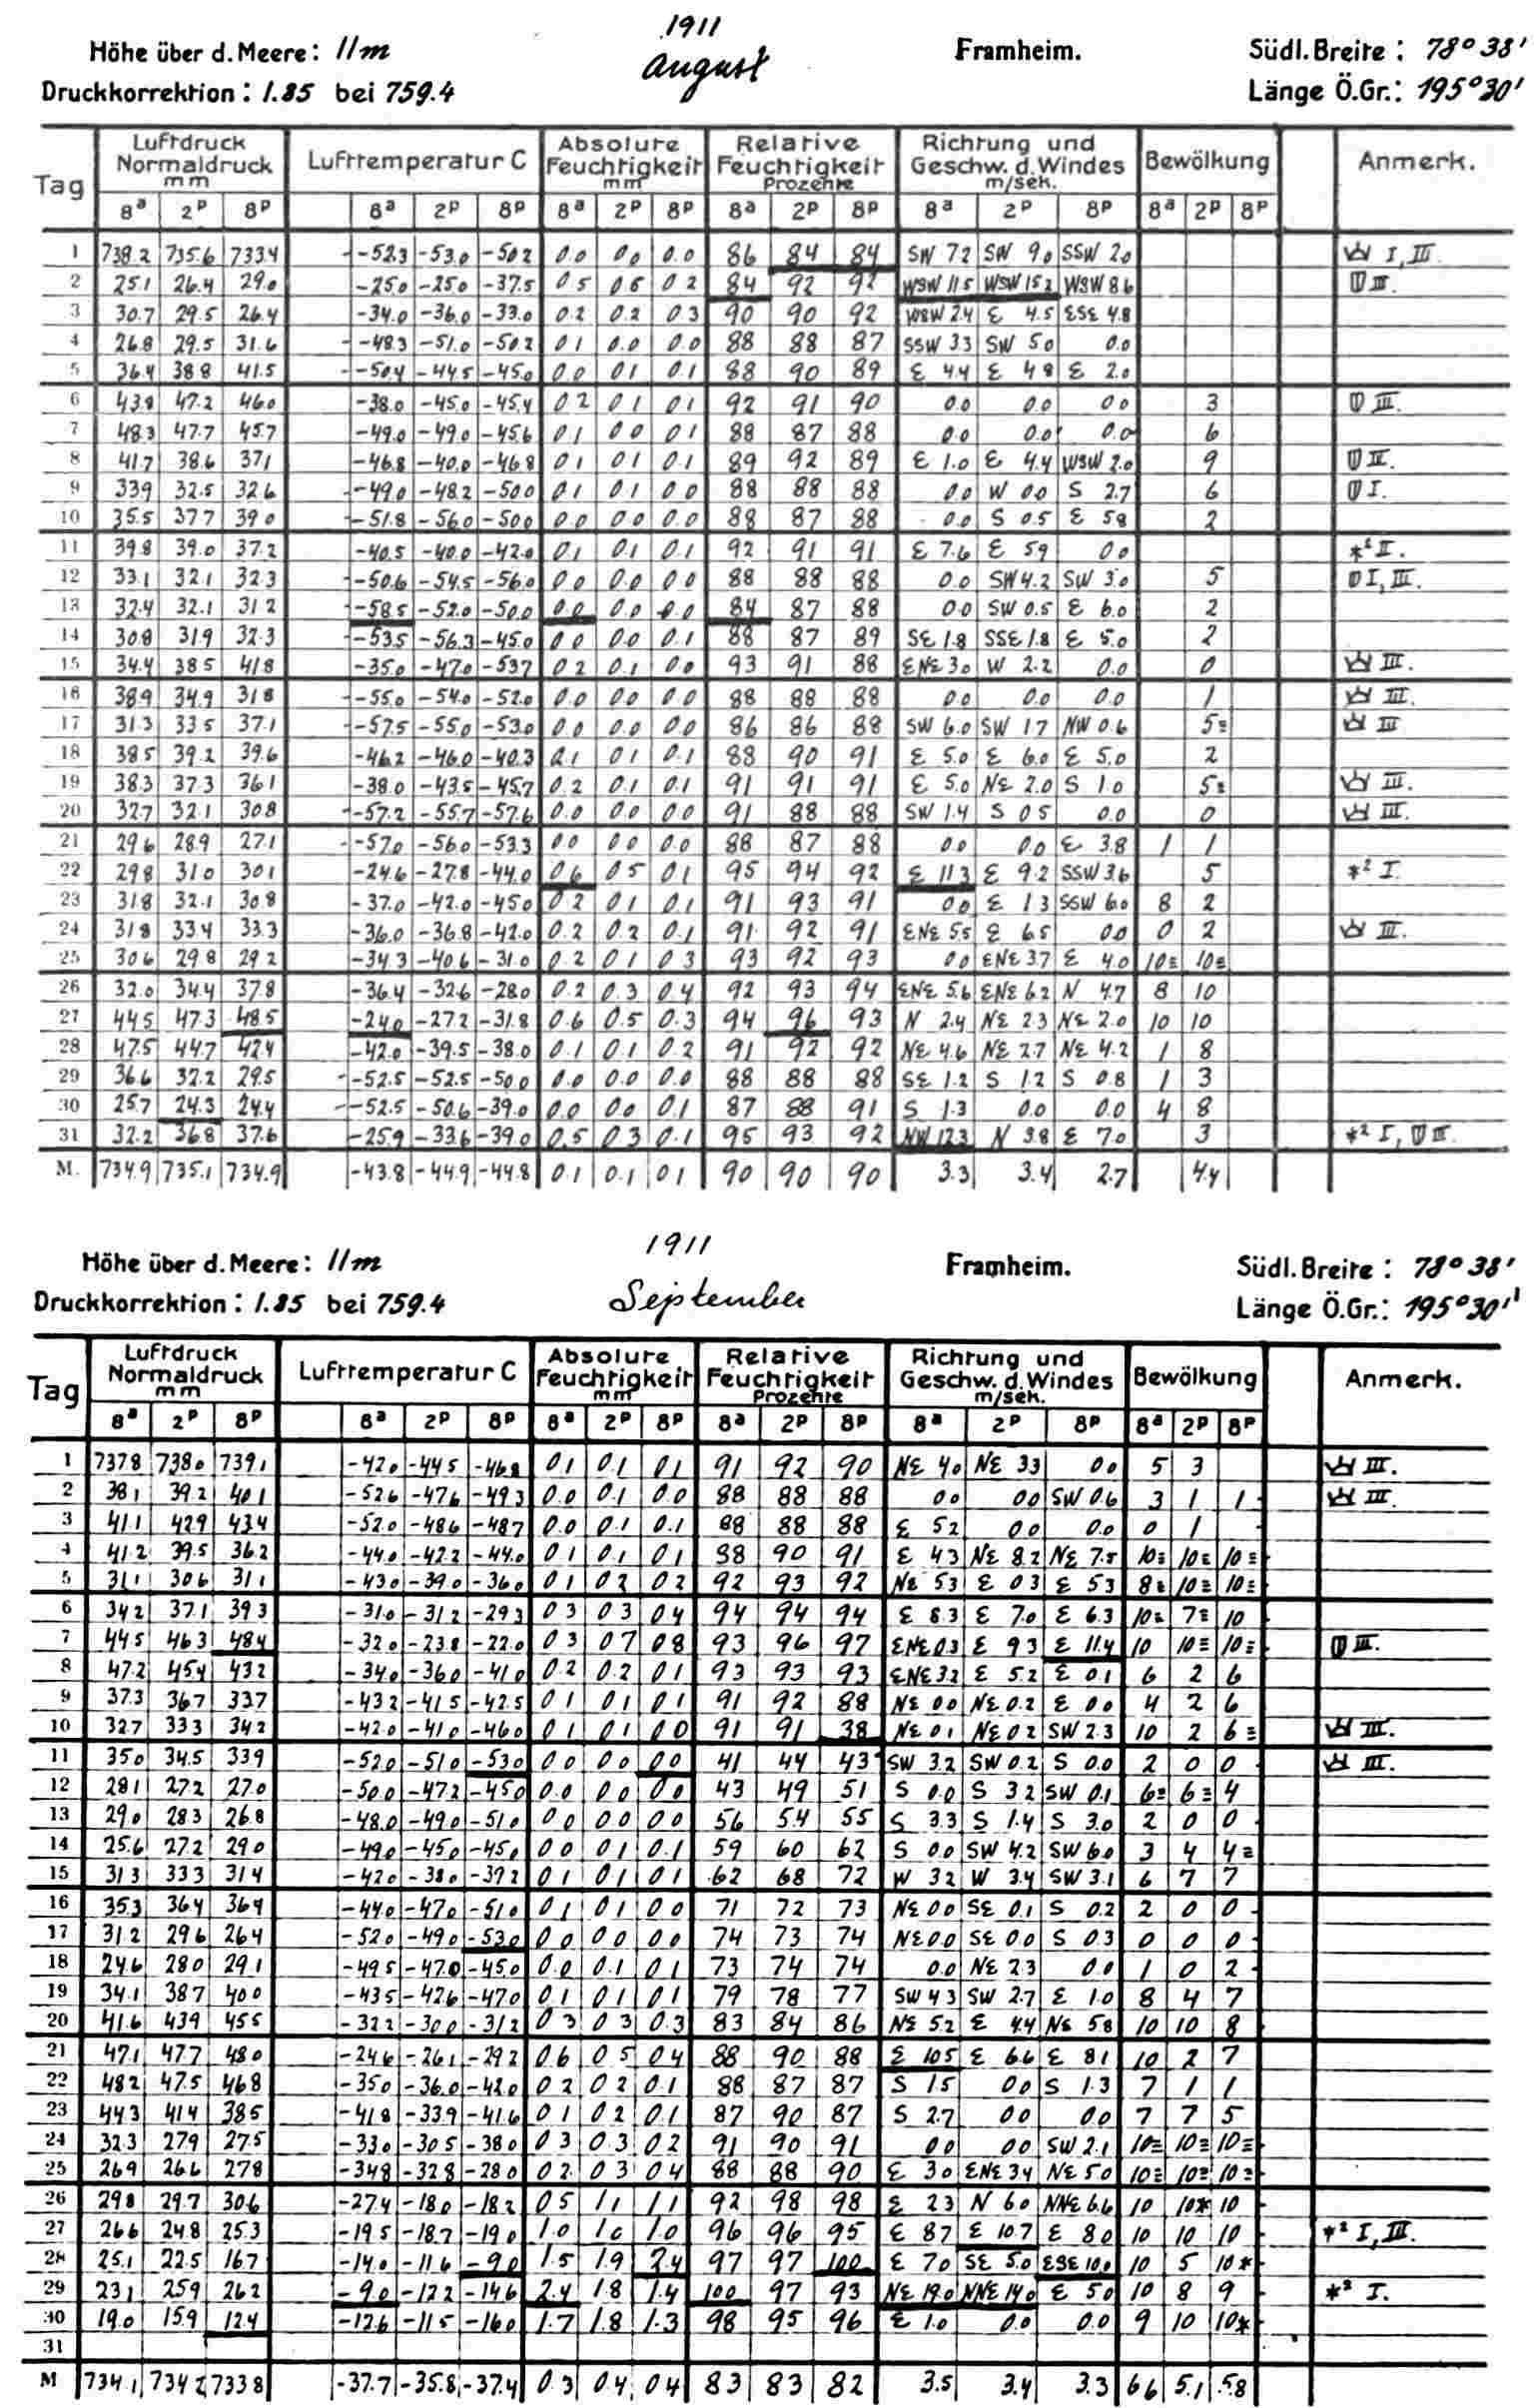 1911
Höhe über d. Meere: 11m August Framheim. Südl. Breite: 78° 38'
Druckkorrektion: 1.85 bei 759.4 Länge Ö.Gr.: 195° 30'
Tag Luftdruck Normaldruck mm Lufttemperatur C Absolute Feuchtigkeit mm Relative Feuchtigkeit Prozente Richtung und Geschw. d. Windes m/sek. Bewölkung Anmerk.
8ª 2ᴾ 8ᴾ 8ª 2ᴾ 8ᴾ 8ª 2ᴾ 8ᴾ 8ª 2ᴾ 8ᴾ 8ª 2ᴾ 8ᴾ 8ª 2ᴾ 8ᴾ
1 738.2 735.6 733.4 -52.3 -53.0 -50.2 0.0 0.0 0.0 86 84 84 SW 7.2 SW 9.0 SSW 2.0 I, III.
2 25.1 26.4 29.0 -25.0 -25.0 -37.5 0.5 0.5 0.2 84 92 92 WSW 11.5 WSW 15.2 WSW 8.6 III.
3 30.7 29.5 26.4 -34.0 -36.0 -33.0 0.2 0.2 0.3 90 90 92 WSW 2.4 E 4.5 ESE 4.8
4 26.8 29.5 31.6 -48.3 -51.0 -50.2 0.1 0.0 0.0 88 88 87 SSW 3.3 SW 5.0 0.0
5 36.4 38.8 41.5 -50.4 -44.5 -45.0 0.0 0.1 0.1 88 90 89 E 4.4 E 4.8 E 2.0
6 43.8 47.2 46.0 -38.0 -45.0 -45.4 0.2 0.1 0.1 92 91 90 0.0 0.0 0.0 3 III.
7 48.3 47.7 45.7 -49.0 -49.0 -45.6 0.1 0.0 0.1 88 87 88 0.0 0.0 0.0 6
8 41.7 38.6 37.1 -46.8 -40.0 -46.8 0.1 0.1 0.1 89 92 89 E 1.0 E 4.4 WSW 2.0 9 II.
9 33.9 32.5 32.6 -49.0 -48.2 -50.0 0.1 0.1 0.0 88 88 88 0.0 W 0.0 S 2.7 6 I.
10 35.5 37.7 39.0 -51.8 -56.0 -50.0 0.0 0.0 0.0 88 87 88 0.0 S 0.5 E 5.8 2
11 39.8 39.0 37.2 -40.5 -40.0 -42.0 0.1 0.1 0.1 92 91 91 E 7.6 E 5.9 0.0 *² II.
12 33.1 32.1 32.3 -50.6 -54.5 -56.0 0.0 0.0 0.0 88 88 88 0.0 SW 4.2 SW 3.0 5 I, III.
13 32.4 32.1 31.2 -58.5 -52.0 -50.0 0.0 0.0 0.0 84 87 88 0.0 SW 0.5 E 6.0 2
14 30.8 31.9 32.3 -53.5 -56.3 -45.0 0.0 0.0 0.1 88 87 89 SE 1.8 SSE 1.8 E 5.0 2
15 34.4 38.5 41.8 -35.0 -47.0 -53.7 0.2 0.1 0.0 93 91 88 ENE 3.0 W 2.2 0.0 0 III.
16 38.9 34.9 31.8 -55.0 -54.0 -52.0 0.0 0.0 0.0 88 88 88 0.0 0.0 0.0 1 III.
17 31.3 33.5 37.1 -57.5 -55.0 -53.0 0.0 0.0 0.0 86 86 88 SW 6.0 SW 1.7 NW 0.6 5≡ III
18 38.5 39.2 39.6 -46.2 -46.0 -40.3 0.1 0.1 0.1 88 90 91 E 5.0 E 6.0 E 5.0 2
19 38.3 37.3 36.1 -38.0 -43.5 -45.7 0.2 0.1 0.1 91 91 91 E 5.0 NE 2.0 S 1.0 5≡ III.
20 32.7 32.1 30.8 -57.2 -55.7 -57.6 0.0 0.0 0.0 91 88 88 SW 1.4 S 0.5 0.0 0 III.
21 29.6 28.9 27.1 -57.0 -56.0 -53.3 0.0 0.0 0.0 88 87 88 0.0 0.0 E 3.8 1 1
22 29.8 31.0 30.1 -24.6 -27.8 -44.0 0.6 0.5 0.1 95 94 92 E 11.3 E 9.2 SSW 3.6 5 *² I.
23 31.8 32.1 30.8 -37.0 -42.0 -45.0 0.2 0.1 0.1 91 93 91 0.0 E 1.3 SSW 6.0 8 2
24 31.8 33.4 33.3 -36.0 -36.8 -42.0 0.2 0.2 0.1 91 92 91 ENE 5.5 E 6.5 0.0 0 2 III.
25 30.6 29.8 29.2 -34.3 -40.6 -31.0 0.2 0.1 0.3 93 92 93 0.0 ENE 3.7 E 4.0 10≡ 10≡
26 32.0 34.4 37.8 -36.4 -32.6 -28.0 0.2 0.3 0.4 92 93 94 ENE 5.6 ENE 6.2 N 4.7 8 10
27 44.5 47.3 48.5 -24.0 -27.2 -31.8 0.6 0.5 0.3 94 96 93 N 2.4 NE 2.3 NE 2.0 10 10
28 47.5 44.7 42.4 -42.0 -39.5 -38.0 0.1 0.1 0.2 91 92 92 NE 4.6 NE 2.7 NE 4.2 1 8
29 36.6 32.2 29.5 -52.5 -52.5 -50.0 0.0 0.0 0.0 88 88 88 SE 1.2 S 1.2 S 0.8 1 3
30 25.7 24.3 24.4 -52.5 -50.6 -39.0 0.0 0.0 0.1 87 88 91 S 1.3 0.0 0.0 4 8
31 32.2 36.8 37.6 -25.9 -33.6 -39.0 0.5 0.3 0.1 95 93 92 NW 12.3 N 3.8 E 7.0 3 *² I, III.
M. 734.9 735.1 734.9 -43.8 -44.9 -44.8 0.1 0.1 0.1 90 90 90 3.3 3.4 2.7 4.4
1911
Höhe über d. Meere: 11m September Framheim. Südl. Breite: 78° 38'
Druckkorrektion: 1.85 bei 759.4 Länge Ö.Gr.: 195° 30'
Tag Luftdruck Normaldruck mm Lufttemperatur C Absolute Feuchtigkeit mm Relative Feuchtigkeit Prozente Richtung und Geschw. d. Windes m/sek. Bewölkung Anmerk.
8ª 2ᴾ 8ᴾ 8ª 2ᴾ 8ᴾ 8ª 2ᴾ 8ᴾ 8ª 2ᴾ 8ᴾ 8ª 2ᴾ 8ᴾ 8ª 2ᴾ 8ᴾ
1 737.8 738.0 739.1 -42.0 -44.5 -46.8 0.1 0.1 0.1 91 92 90 NE 4.0 NE 3.3 0.0 5 3 III.
2 38.1 39.2 40.1 -52.6 -47.6 -49.3 0.0 0.1 0.0 88 88 88 0.0 0.0 SW 0.6 3 1 1 III.
3 41.1 42.9 43.4 -52.0 -48.6 -48.7 0.0 0.1 0.1 88 88 88 E 5.2 0.0 0.0 0 1
4 41.2 39.5 36.2 -44.0 -42.2 -44.0 0.1 0.1 0.1 88 90 91 E 4.3 NE 8.2 NE 7.5 10≡ 10≡ 10≡
5 31.1 30.6 31.1 -43.0 -39.0 -36.0 0.1 0.2 0.2 92 93 92 NE 5.3 E 0.3 E 5.3 8≡ 10≡ 10≡
6 34.2 37.1 39.3 -31.0 -31.2 -29.3 0.3 0.3 0.4 94 94 94 E 8.3 E 7.0 E 6.3 10≡ 7≡ 10
7 44.5 46.3 48.4 -32.0 -23.8 -22.0 0.3 0.7 0.8 93 96 97 ENE 0.3 E 9.3 E 11.4 10 10≡ 10≡ III.
8 47.2 45.4 43.2 -34.0 -36.0 -41.0 0.2 0.2 0.1 93 93 93 ENE 3.2 E 5.2 E 0.1 6 2 6
9 37.3 36.7 33.7 -43.2 -41.5 -42.5 0.1 0.1 0.1 91 92 88 NE 0.0 NE 0.2 E 0.0 4 2 6
10 32.7 33.3 34.2 -42.0 -41.0 -46.0 0.1 0.1 0.0 91 91 38 NE 0.1 NE 0.2 SW 2.3 10 2 6≡ III.
11 35.0 34.5 33.9 -52.0 -51.0 -53.0 0.0 0.0 0.0 41 44 43 SW 3.2 SW 0.2 S 0.0 2 0 0 III.
12 28.1 27.2 27.0 -50.0 -47.2 -45.0 0.0 0.0 0.0 43 49 51 S 0.0 S 3.2 SW 0.1 6≡ 6≡ 4
13 29.0 28.3 26.8 -48.0 -49.0 -51.0 0.0 0.0 0.0 56 54 55 S 3.3 S 1.4 S 3.0 2 0 0
14 25.6 27.2 29.0 -49.0 -45.0 -45.0 0.0 0.1 0.1 59 60 62 S 0.0 SW 4.2 SW 6.0 3 4 4≡
15 31.3 33.3 31.4 -42.0 -38.0 -39.2 0.1 0.1 0.1 62 68 72 W 3.2 W 3.4 SW 3.1 6 7 7
16 35.3 36.4 36.4 -44.0 -47.0 -51.0 0.1 0.1 0.0 71 72 73 NE 0.0 SE 0.1 S 0.2 2 0 0
17 31.2 29.6 26.4 -52.0 -49.0 -53.0 0.0 0.0 0.0 74 73 74 NE 0.0 SE 0.0 S 0.3 0 0 0
18 24.6 28.0 29.1 -49.5 -47.0 -45.0 0.0 0.1 0.1 73 74 74 0.0 NE 2.3 0.0 1 0 2
19 34.1 38.7 40.0 -43.5 -42.6 -47.0 0.1 0.1 0.1 79 78 77 SW 4.3 SW 2.7 E 1.0 8 4 7
20 41.6 43.9 45.5 -32.2 -30.0 -31.2 0.3 0.3 0.3 83 84 86 NE 5.2 E 4.4 NE 5.8 10 10 8
21 47.1 47.7 48.0 -24.6 -26.1 -29.2 0.6 0.5 0.4 88 90 88 E 10.5 E 6.6 E 8.1 10 2 7
22 48.2 47.5 46.8 -35.0 -36.0 -42.0 0.2 0.2 0.1 88 87 87 S 1.5 0.0 S 1.3 7 1 1
23 44.3 41.4 38.5 -41.8 -33.9 -41.6 0.1 0.2 0.1 87 90 87 S 2.7 0.0 0.0 7 7 5
24 32.3 27.9 27.5 -33.0 -30.5 -38.0 0.3 0.3 0.2 91 90 91 0.0 0.0 SW 2.1 10≡ 10≡ 10≡
25 26.9 26.6 27.8 -34.8 -32.8 -28.0 0.2 0.3 0.4 88 88 90 E 3.0 ENE 3.4 NE 5.0 10≡ 10≡ 10≡
26 29.8 29.7 30.6 -27.4 -18.0 -18.2 0.5 1.1 1.1 92 98 98 E 2.3 N 6.0 NNE 6.6 10 10* 10
27 26.6 24.8 25.3 -19.5 -18.7 -19.0 1.0 1.0 1.0 96 96 95 E 8.7 E 10.7 E 8.0 10 10 10 *² I, III.
28 25.1 22.5 16.7 -14.0 -11.6 -9.0 1.5 1.9 2.4 97 97 100 E 7.0 SE 5.0 ESE 10.0 10 5 10*
29 23.1 25.9 26.2 -9.0 -12.2 -14.6 2.4 1.8 1.4 100 97 93 NE 19.0 NNE 14.0 E 5.0 10 8 9 *² I.
30 19.0 15.9 12.4 -12.6 -11.5 -16.0 1.7 1.8 1.3 98 95 96 E 1.0 0.0 0.0 9 10 10*
31
M 734.1 734.2 733.8 -37.7 -35.8 -37.4 0.3 0.4 0.4 83 83 82 3.5 3.4 3.3 6.6 5.1 5.8